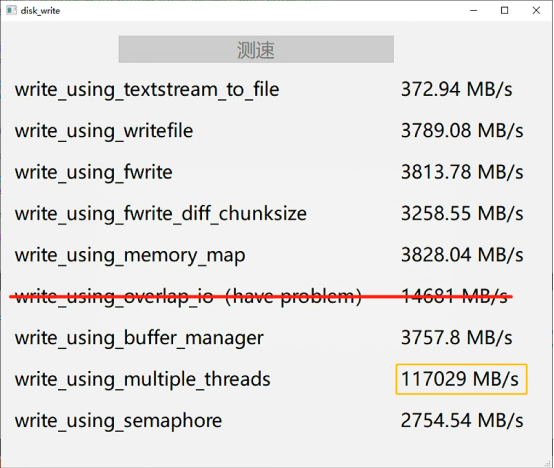 disk_write
测速
write_using_textstream_to_file 372.94 MB/s
write_using_writefile 3789.08 MB/s
write_using_fwrite 3813.78 MB/s
write_using_fwrite_diff_chunksize 3258.55 MB/s
write_using_memory_map 3828.04 MB/s
write_using_overlap_io（have problem） 14681 MB/s
write_using_buffer_manager 3757.8 MB/s
write_using_multiple_threads 117029 MB/s
write_using_semaphore 2754.54 MB/s